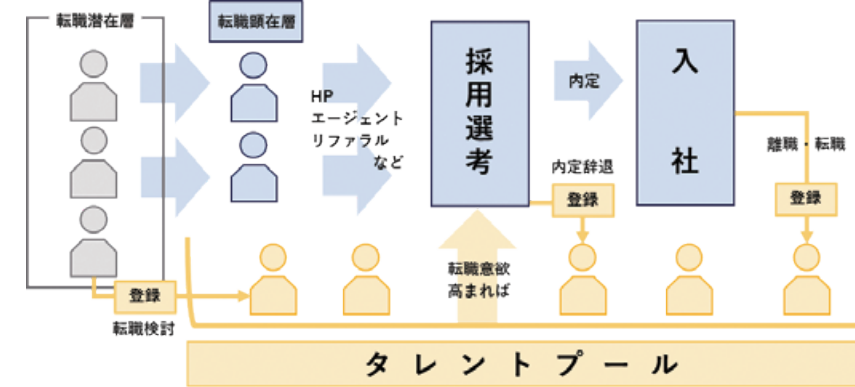 転職潜在層
転職顕在層
HP
エージェント
リファラル
など
採用選考
内定
入社
離職・転職
内定辞退
登録
登録
転職意欲
高まれば
登録
転職検討
タレントプール